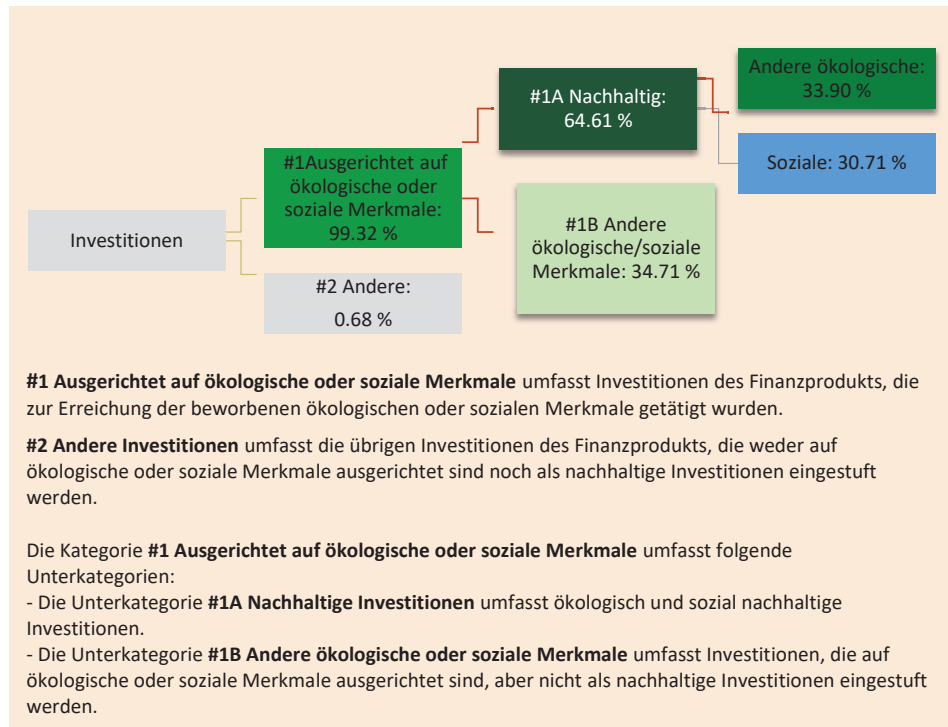 Investitionen
#1Ausgerichtet auf
ökologische oder
soziale Merkmale:
99.32 %
#2 Andere:
0.68 %
#1A Nachhaltig:
64.61 %
#1B Andere
ökologische/soziale
Merkmale: 34.71 %
Andere ökologische:
33.90 %
Soziale: 30.71 %
#1 Ausgerichtet auf ökologische oder soziale Merkmale umfasst Investitionen des Finanzprodukts, die
zur Erreichung der beworbenen ökologischen oder sozialen Merkmale getätigt wurden.
#2 Andere Investitionen umfasst die übrigen Investitionen des Finanzprodukts, die weder auf
ökologische oder soziale Merkmale ausgerichtet sind noch als nachhaltige Investitionen eingestuft
werden.
Die Kategorie #1 Ausgerichtet auf ökologische oder soziale Merkmale umfasst folgende
Unterkategorien:
- Die Unterkategorie #1A Nachhaltige Investitionen umfasst ökologisch und sozial nachhaltige
Investitionen.
- Die Unterkategorie #1B Andere ökologische oder soziale Merkmale umfasst Investitionen, die auf
ökologische oder soziale Merkmale ausgerichtet sind, aber nicht als nachhaltige Investitionen eingestuft
werden.